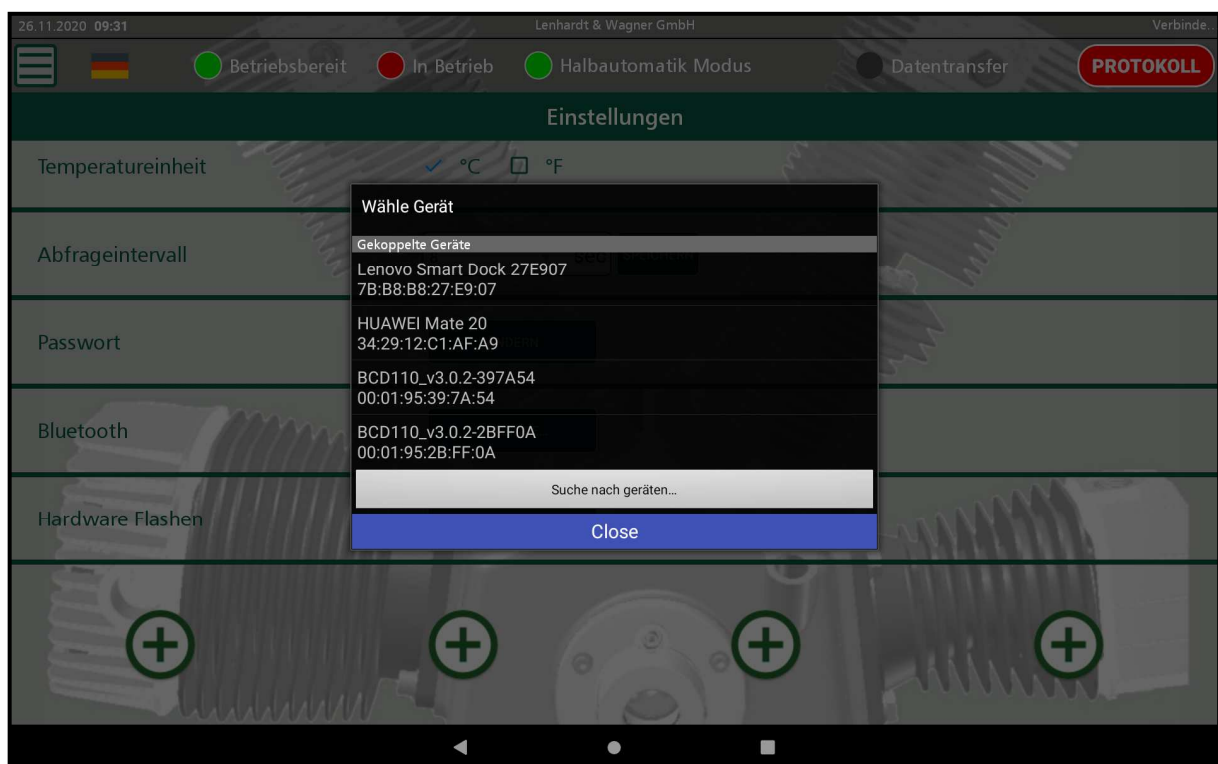 26.11.2020 09:31 Lenhardt & Wagner GmbH Verbinde..
Betriebsbereit In Betrieb Halbautomatik Modus Datentransfer PROTOKOLL
Einstellungen
Temperatureinheit °C °F
Wähle Gerät
Gekoppelte Geräte
Abfrageintervall sec SPEICHERN
Lenovo Smart Dock 27E907
7B:B8:B8:27:E9:07
HUAWEI Mate 20
Passwort
34:29:12:C1:AF:A9
BCD110_v3.0.2-397A54
00:01:95:39:7A:54
Bluetooth
BCD110_v3.0.2-2BFF0A
00:01:95:2B:FF:0A
Suche nach geräten...
Hardware Flashen
Close